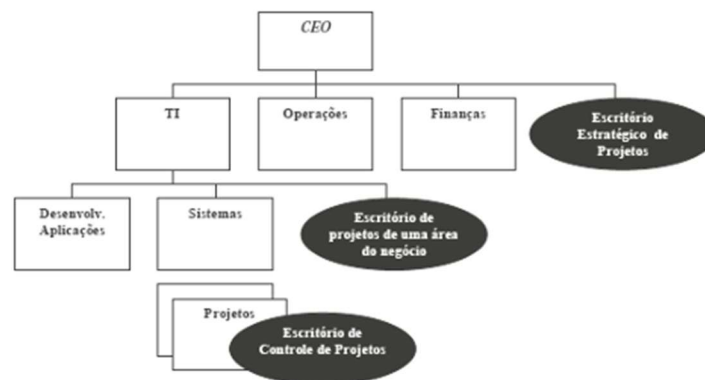 CEO
TI
Operações
Finanças
Escritório
Estratégico de
Projetos
Desenvolv.
Aplicações
Sistemas
Escritório de
projetos de uma área
do negócio
Projetos
Escritório de
Controle de Projetos